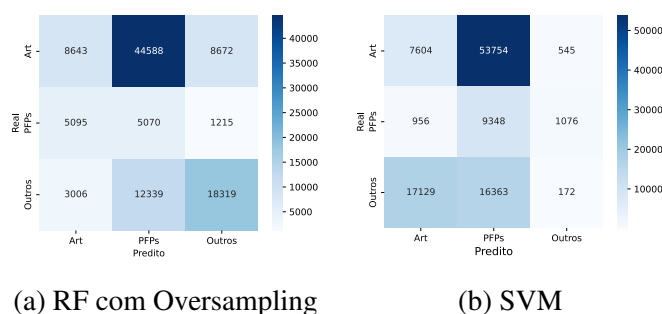 Art
8643 44588 8672
40000
35000
30000
Real
PFPs
5095 5070 1215
25000
20000
15000
Outros
3006 12339 18319
10000
5000
Art PFPs Outros
Predito
(a) RF com Oversampling
Art
7604 53754 545
50000
40000
Real
PFPs
956 9348 1076
30000
20000
Outros
17129 16363 172
10000
Art PFPs Outros
Predito
(b) SVM